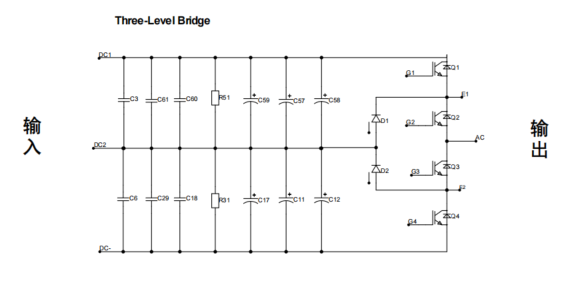 Three-Level Bridge
DC1
G1
Q1
C3
C61
C60
R51
C59
C57
C58
E1
输入
D1
G2
Q2
输出
DC2
AC
D2
G3
Q3
E2
C6
C29
C18
R31
C17
C11
C12
G4
Q4
DC-